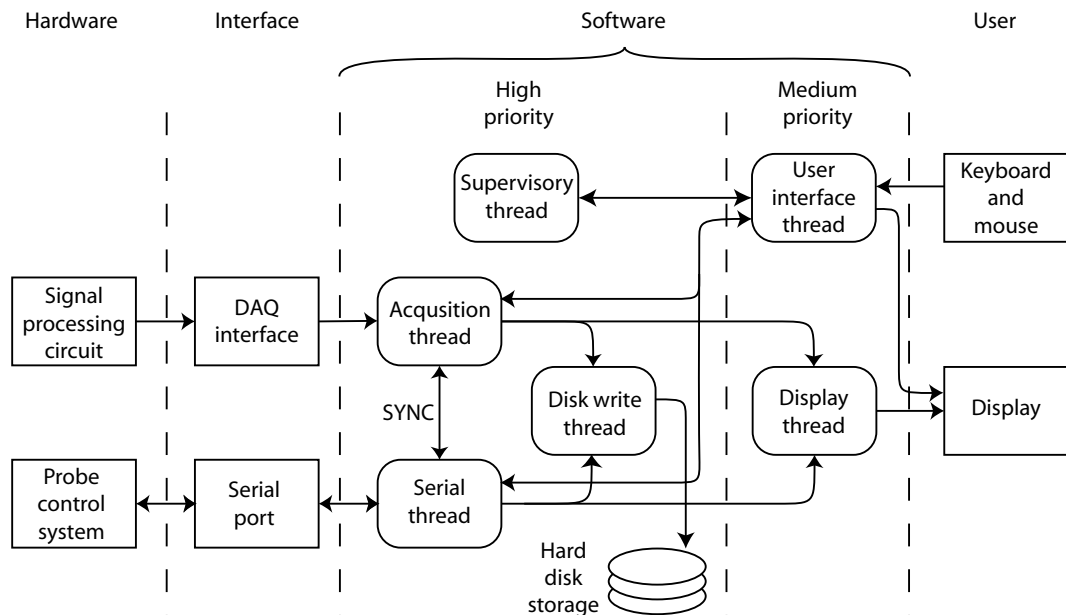 Hardware
Interface
Software
User
High
priority
Medium
priority
Supervisory
thread
User
interface
thread
Keyboard
and
mouse
Signal
processing
circuit
DAQ
interface
Acqusition
thread
SYNC
Disk write
thread
Display
thread
Display
Probe
control
system
Serial
port
Serial
thread
Hard
disk
storage